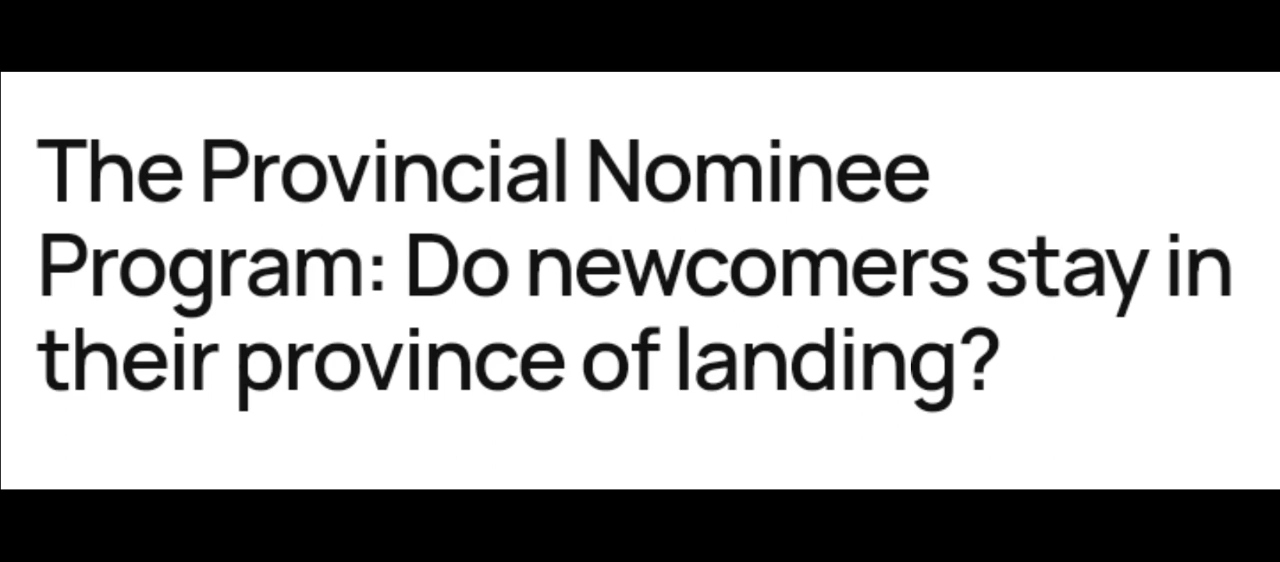 The Provincial Nominee
Program: Do newcomers stay in
their province of landing?